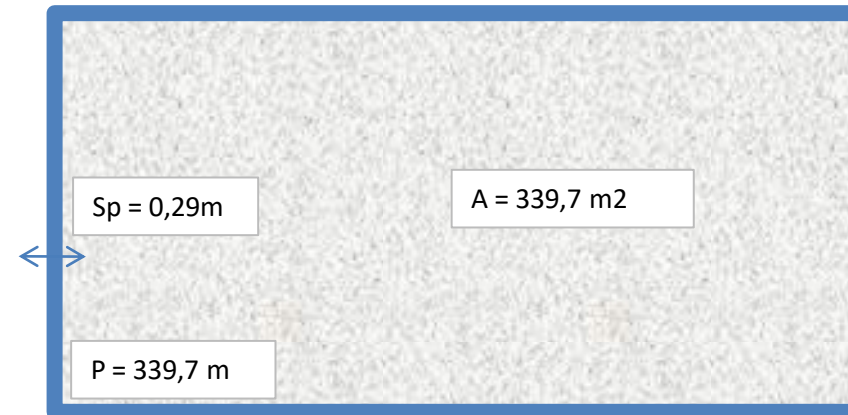 Sp = 0,29m
A = 339,7 m2
P = 339,7 m